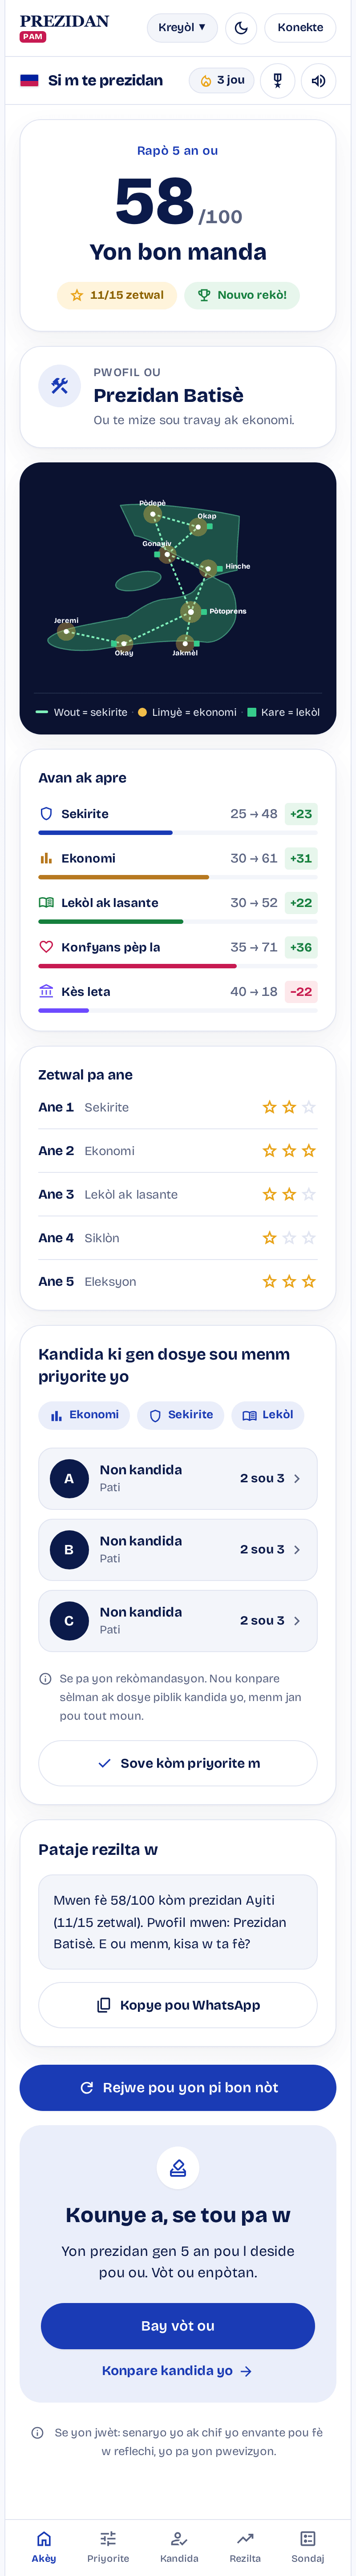 PREZIDAN
PAM
Kreyòl ▼
Konekte
Si m te prezidan
3 jou
Rapò 5 an ou
58 /100
Yon bon manda
11/15 zetwal
Nouvo rekò!
PWOFIL OU
Prezidan Batisè
Ou te mize sou travay ak ekonomi.
Pòdepè
Okap
Gonayiv
Hinche
Pòtoprens
Jeremi
Okay
Jakmèl
Wout = sekirite · Limyè = ekonomi · Kare = lekòl
Avan ak apre
Sekirite 25 → 48 +23
Ekonomi 30 → 61 +31
Lekòl ak lasante 30 → 52 +22
Konfyans pèp la 35 → 71 +36
Kès leta 40 → 18 −22
Zetwal pa ane
Ane 1 Sekirite
Ane 2 Ekonomi
Ane 3 Lekòl ak lasante
Ane 4 Siklòn
Ane 5 Eleksyon
Kandida ki gen dosye sou menm
priyorite yo
Ekonomi
Sekirite
Lekòl
A
Non kandida
Pati
2 sou 3
B
Non kandida
Pati
2 sou 3
C
Non kandida
Pati
2 sou 3
Se pa yon rekòmandasyon. Nou konpare
sèlman ak dosye piblik kandida yo, menm jan
pou tout moun.
Sove kòm priyorite m
Pataje rezilta w
Mwen fè 58/100 kòm prezidan Ayiti
(11/15 zetwal). Pwofil mwen: Prezidan
Batisè. E ou menm, kisa w ta fè?
Kopye pou WhatsApp
Rejwe pou yon pi bon nòt
Kounye a, se tou pa w
Yon prezidan gen 5 an pou l deside
pou ou. Vòt ou enpòtan.
Bay vòt ou
Konpare kandida yo →
Se yon jwèt: senaryo yo ak chif yo envante pou fè
w reflechi, yo pa yon pwevizyon.
Akèy
Priyorite
Kandida
Rezilta
Sondaj